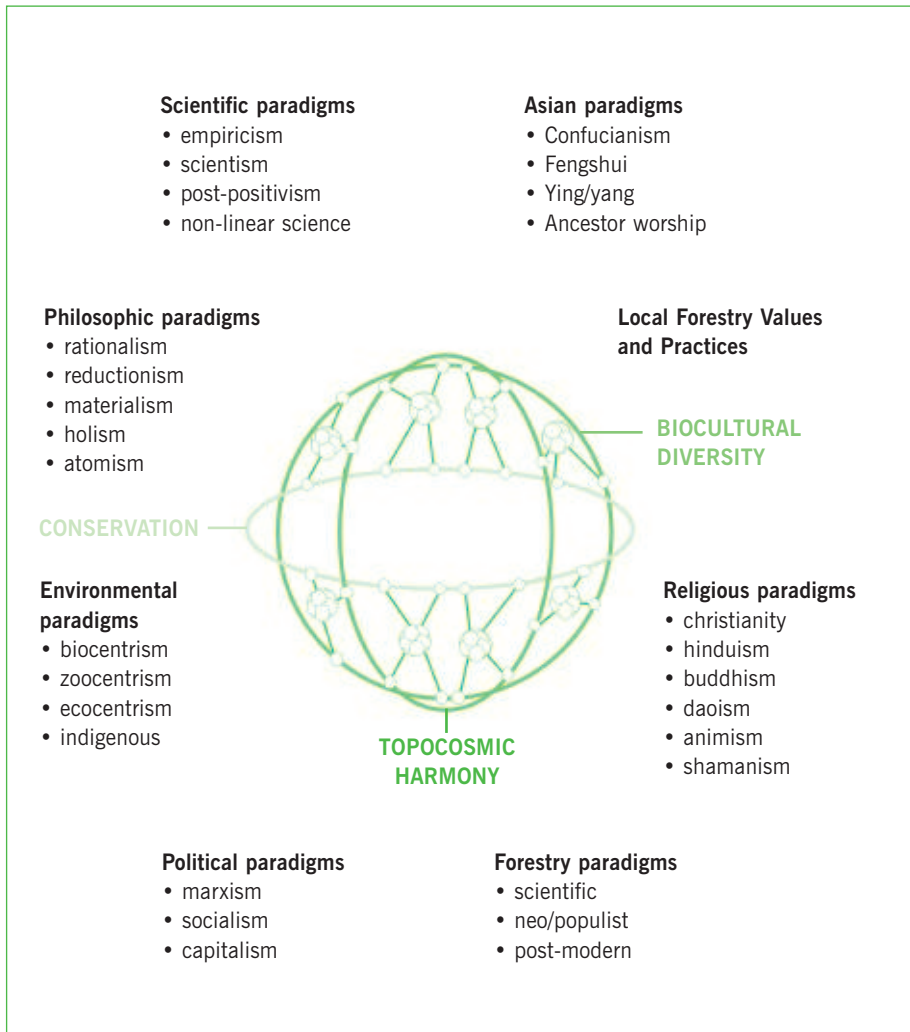 Scientific paradigms
• empiricism
• scientism
• post-positivism
• non-linear science
Asian paradigms
• Confucianism
• Fengshui
• Ying/yang
• Ancestor worship
Philosophic paradigms
• rationalism
• reductionism
• materialism
• holism
• atomism
Local Forestry Values
and Practices
BIOCULTURAL
DIVERSITY
CONSERVATION
Environmental
paradigms
• biocentrism
• zoocentrism
• ecocentrism
• indigenous
Religious paradigms
• christianity
• hinduism
• buddhism
• daoism
• animism
• shamanism
TOPOCOSMIC
HARMONY
Political paradigms
• marxism
• socialism
• capitalism
Forestry paradigms
• scientific
• neo/populist
• post-modern